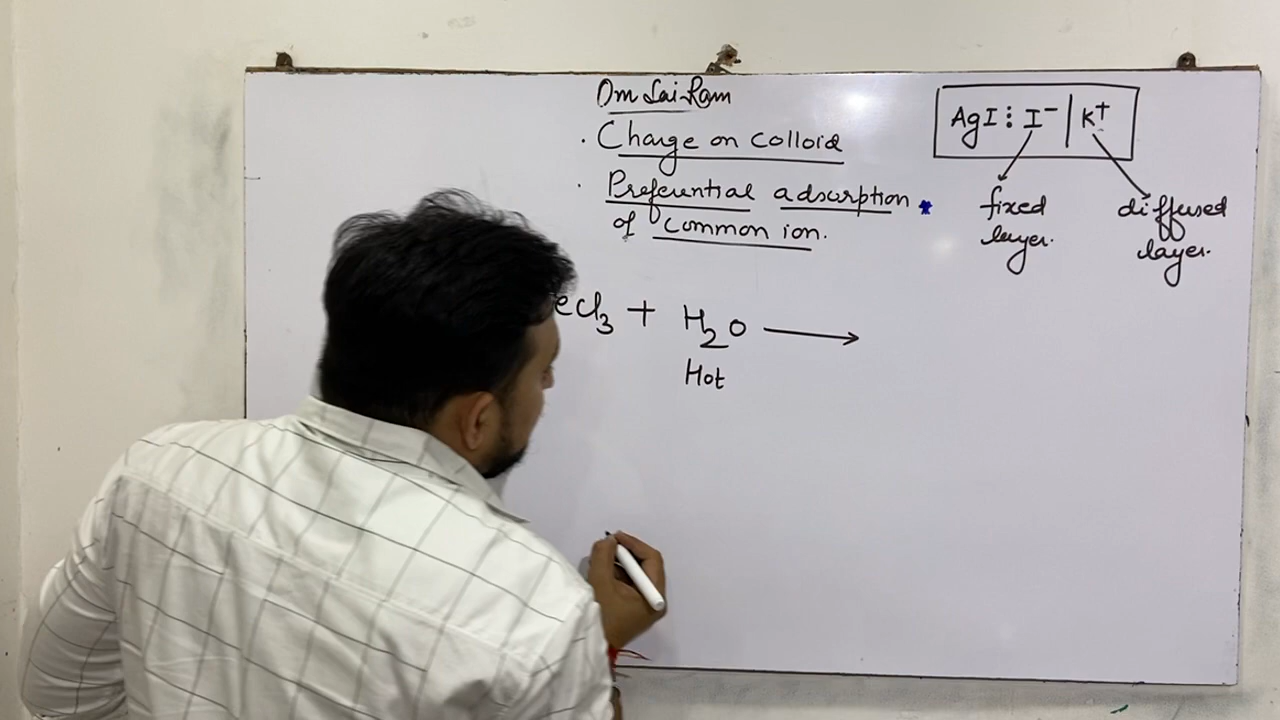 Om Sai Ram
· Charge on Colloid
· Preferential adsorption
of Common ion.
AgI ⋮ I⁻ | K⁺
fixed layer.
diffused layer.
eCl₃ + H₂O ⟶
Hot